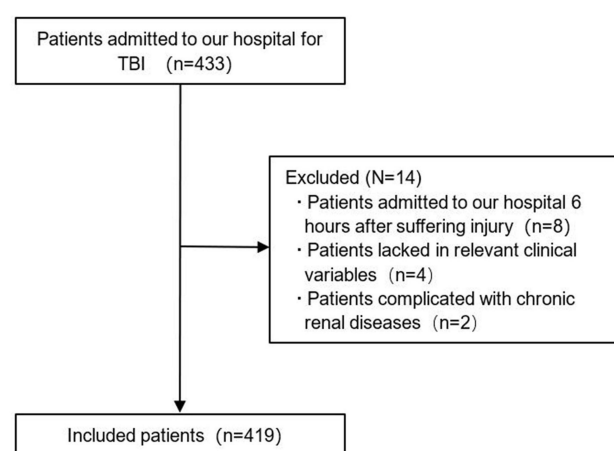 Patients admitted to our hospital for
TBI （n=433）
Excluded (N=14)
· Patients admitted to our hospital 6
hours after suffering injury（n=8）
· Patients lacked in relevant clinical
variables（n=4）
· Patients complicated with chronic
renal diseases（n=2）
Included patients（n=419）